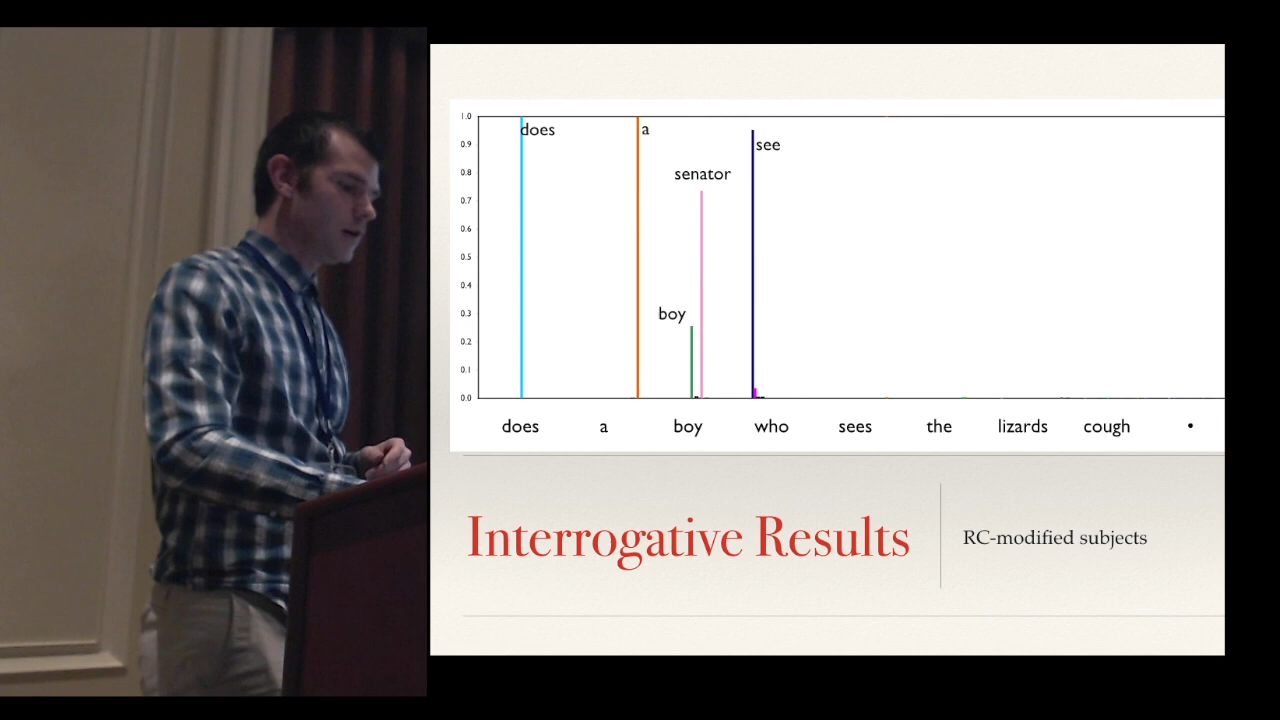 1.0
0.9
0.8
0.7
0.6
0.5
0.4
0.3
0.2
0.1
0.0
does
a
see
senator
boy
does a boy who sees the lizards cough •
Interrogative Results
RC-modified subjects